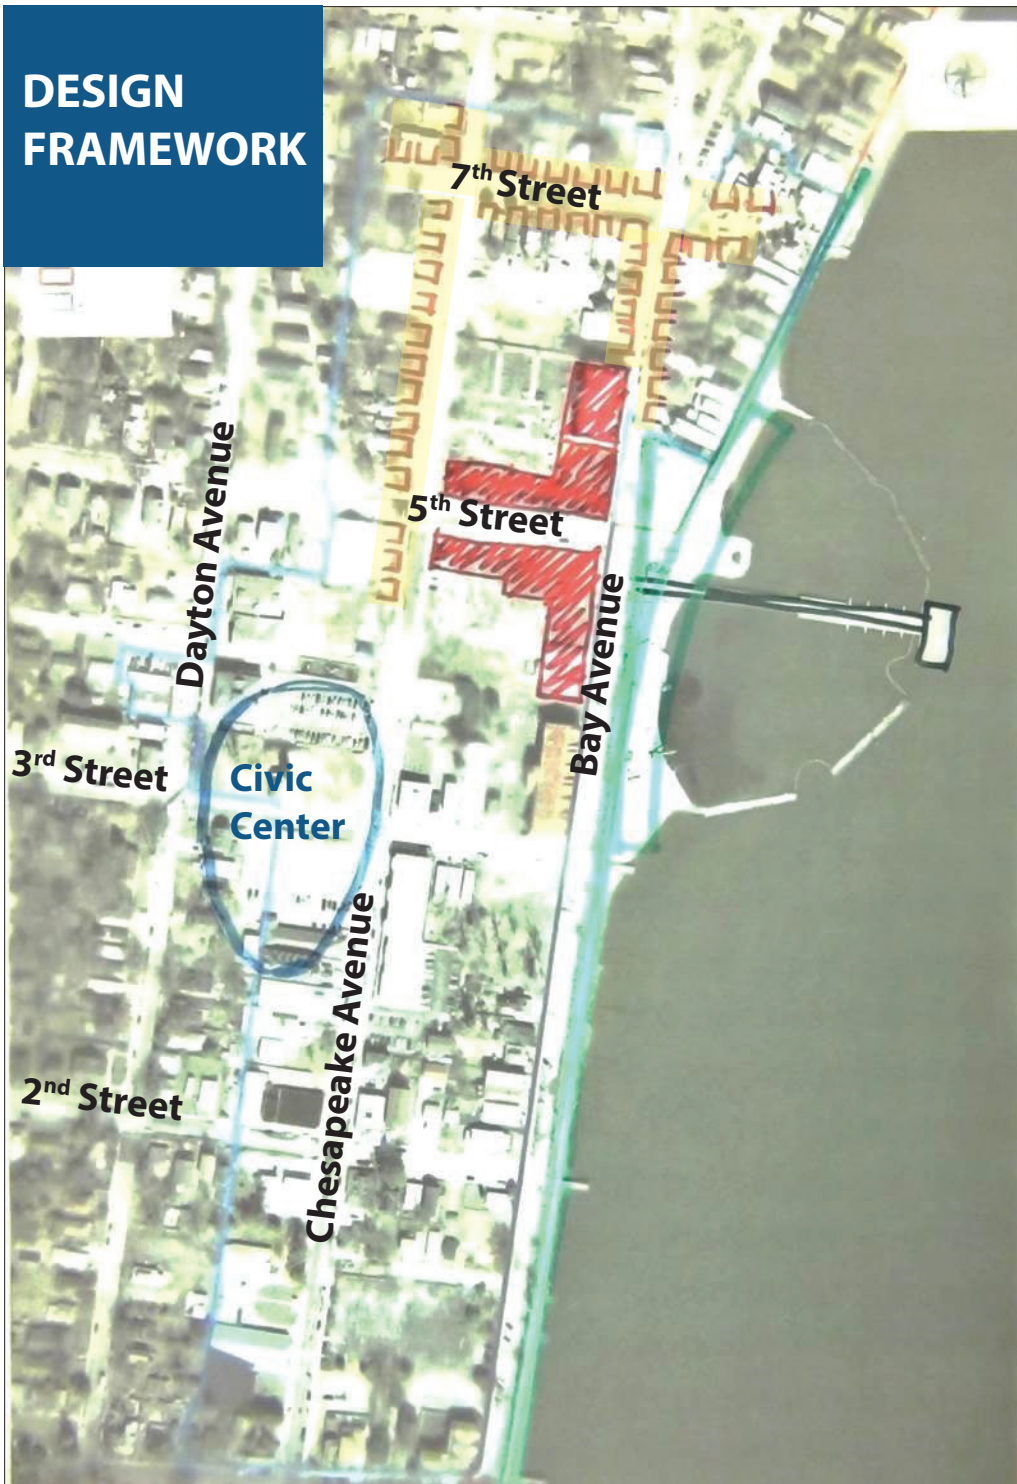 DESIGN
FRAMEWORK
7th Street
5th Street
Dayton Avenue
Bay Avenue
3rd Street
Civic
Center
Chesapeake Avenue
2nd Street